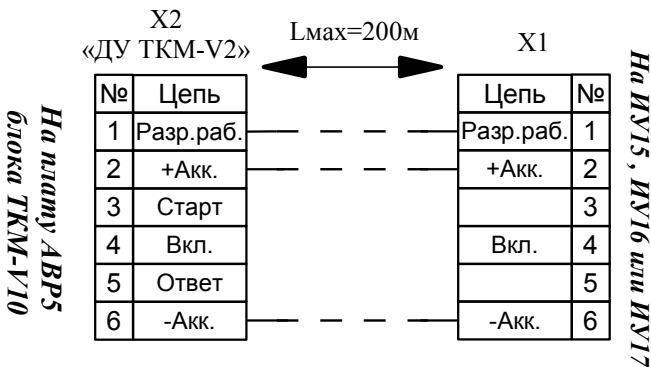 X2
«ДУ ТКМ-V2»
Lмах=200м
X1
На плату АВР5
блока ТКМ-V10
№ Цепь
1 Разр.раб.
2 +Акк.
3 Старт
4 Вкл.
5 Ответ
6 -Акк.
Цепь №
Разр.раб. 1
+Акк. 2
3
Вкл. 4
5
-Акк. 6
На ИУ15 , ИУ16 или ИУ17